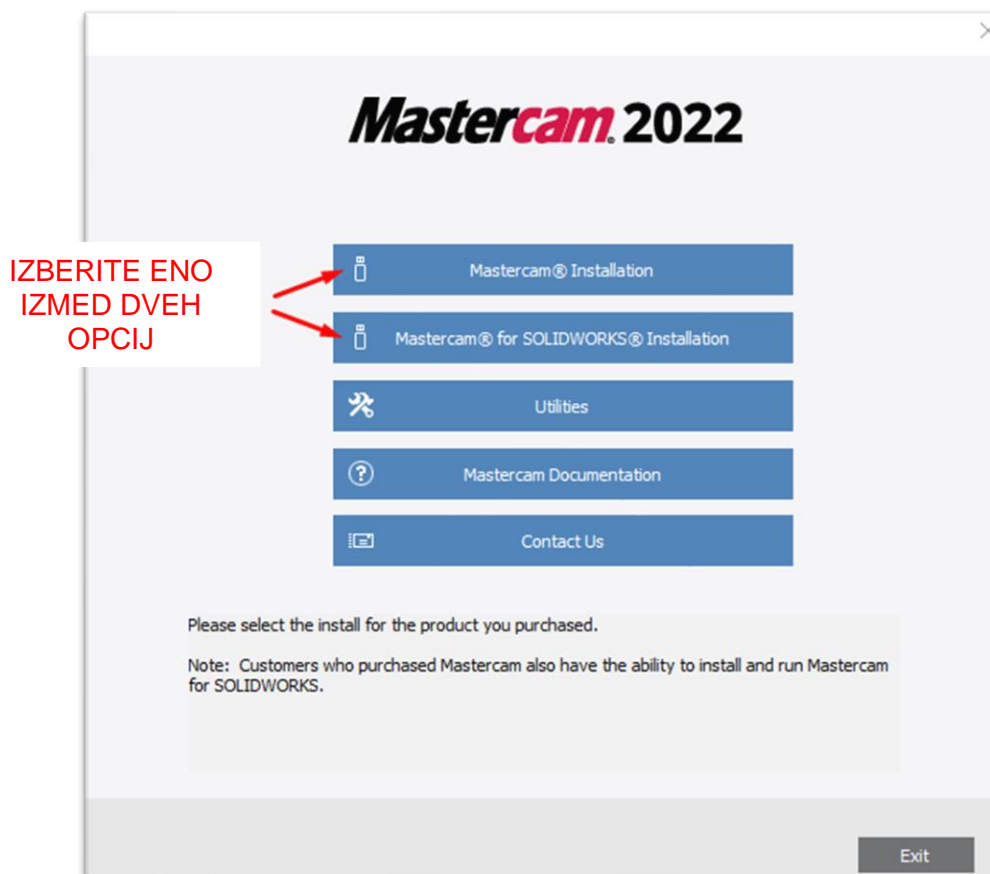 Mastercam® 2022
IZBERITE ENO
IZMED DVEH
OPCIJ
Mastercam® Installation
Mastercam® for SOLIDWORKS® Installation
Utilities
Mastercam Documentation
Contact Us
Please select the install for the product you purchased.
Note: Customers who purchased Mastercam also have the ability to install and run Mastercam
for SOLIDWORKS.
Exit